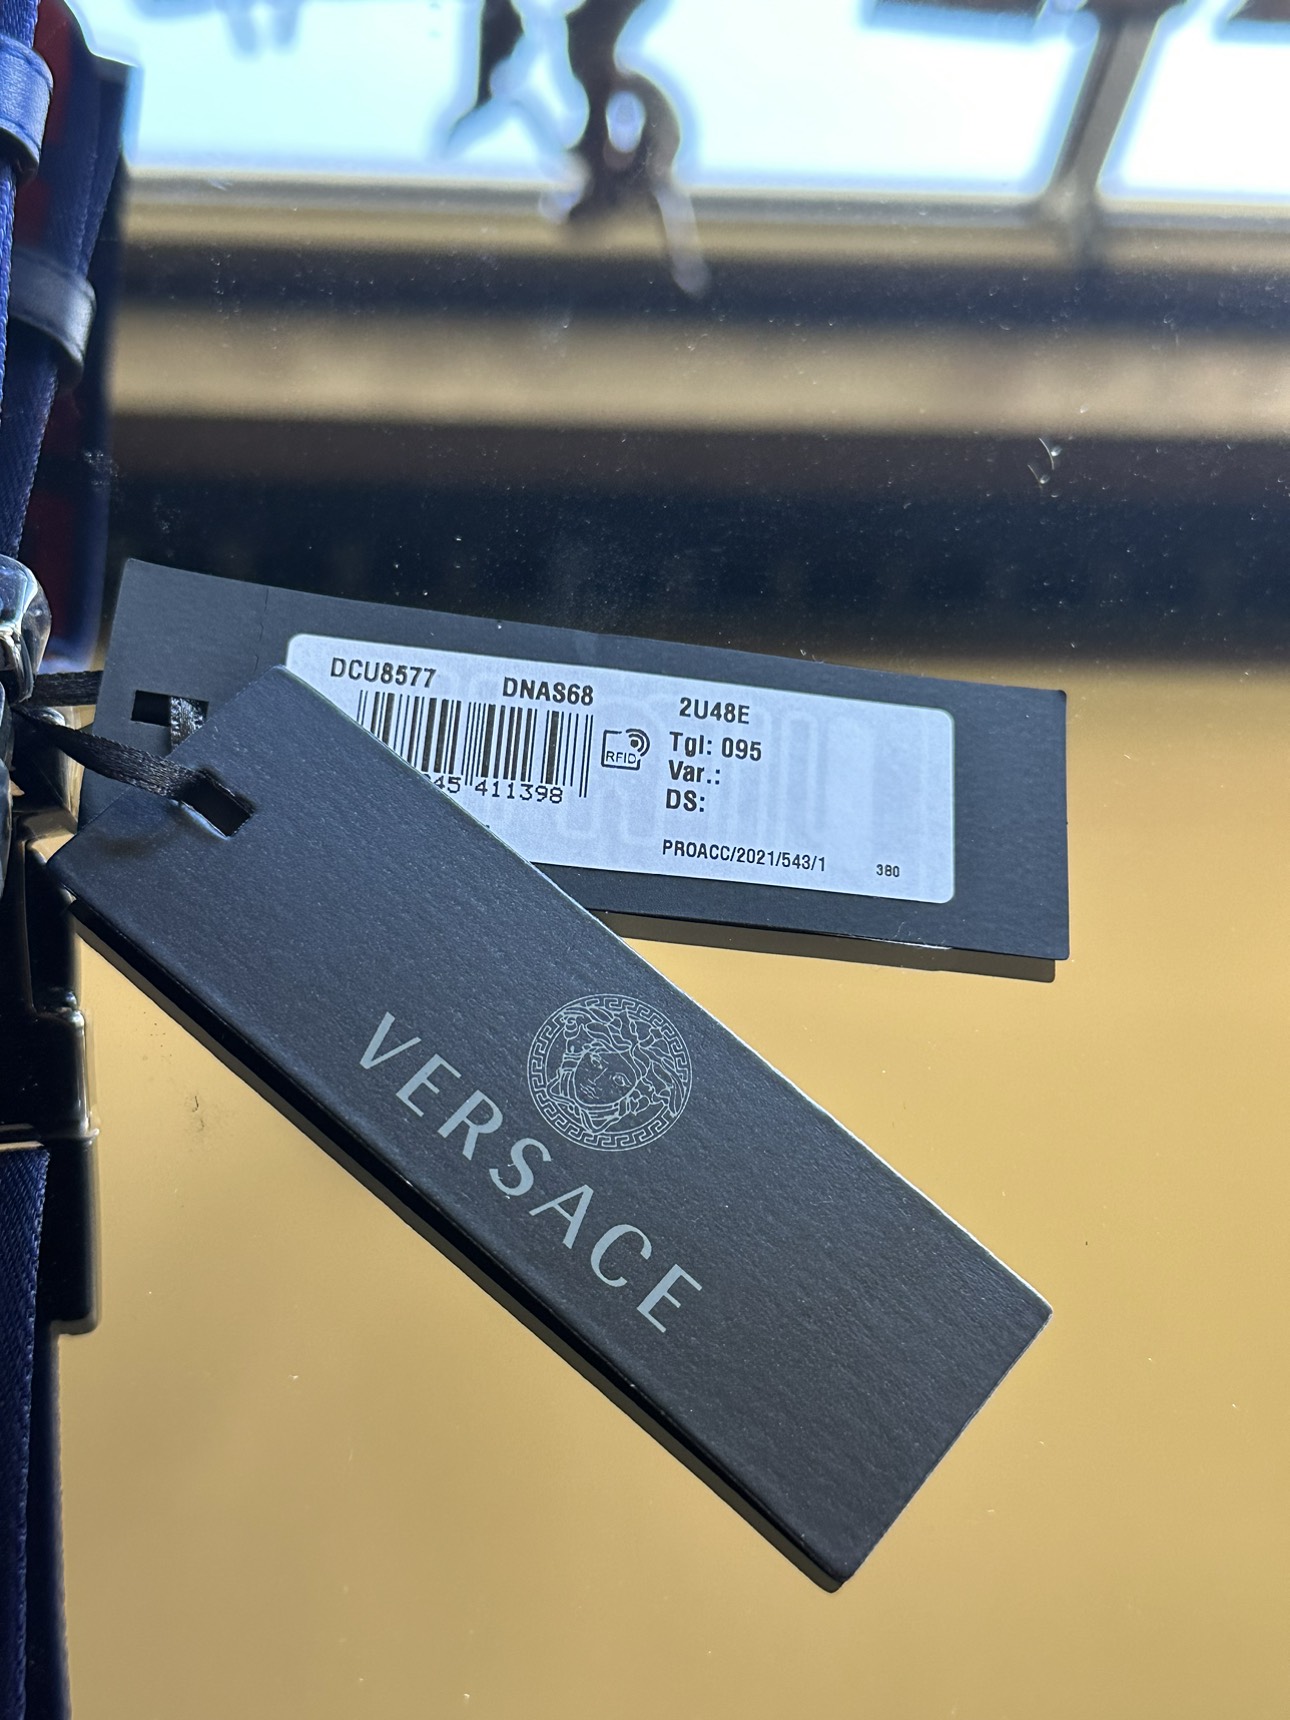 DCU8577 DNAS68 2U48E
Tgl: 095
Var.:
DS:
RFID
45 411398
PROACC/2021/543/1 380
VERSACE